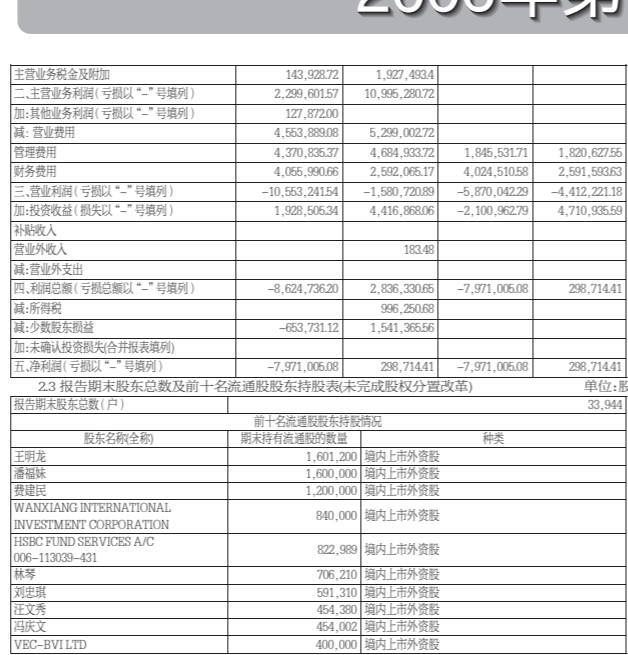 2006年第
主营业务税金及附加 143,928.72 1,927,493.4
二、主营业务利润(亏损以“-”号填列) 2,299,601.57 10,995,280.72
加:其他业务利润(亏损以“-”号填列) 127,872.00
减: 营业费用 4,553,889.08 5,299,002.72
管理费用 4,370,835.37 4,684,933.72 1,845,531.71 1,820,627.55
财务费用 4,055,990.66 2,592,065.17 4,024,510.58 2,591,593.63
三、营业利润(亏损以“-”号填列) -10,553,241.54 -1,580,720.89 -5,870,042.29 -4,412,221.18
加:投资收益(损失以“-”号填列) 1,928,505.34 4,416,868.06 -2,100,962.79 4,710,935.59
补贴收入
营业外收入 183.48
减:营业外支出
四、利润总额(亏损总额以“-”号填列) -8,624,736.20 2,836,330.65 -7,971,005.08 298,714.41
减:所得税 996,250.68
减:少数股东损益 -653,731.12 1,541,365.56
加:未确认投资损失(合并报表填列)
五、净利润(亏损以“-”号填列) -7,971,005.08 298,714.41 -7,971,005.08 298,714.41
2.3 报告期末股东总数及前十名流通股股东持股表(未完成股权分置改革) 单位:股
报告期末股东总数(户) 33,944
前十名流通股股东持股情况
股东名称(全称) 期末持有流通股的数量 种类
王明龙 1,601,200 境内上市外资股
潘福妹 1,600,000 境内上市外资股
费建民 1,200,000 境内上市外资股
WANXIANG INTERNATIONAL
INVESTMENT CORPORATION 840,000 境内上市外资股
HSBC FUND SERVICES A/C
006-113039-431 822,989 境内上市外资股
林琴 706,210 境内上市外资股
刘忠琪 591,310 境内上市外资股
汪文秀 454,380 境内上市外资股
冯庆文 454,002 境内上市外资股
VEC-BVI LTD 400,000 境内上市外资股